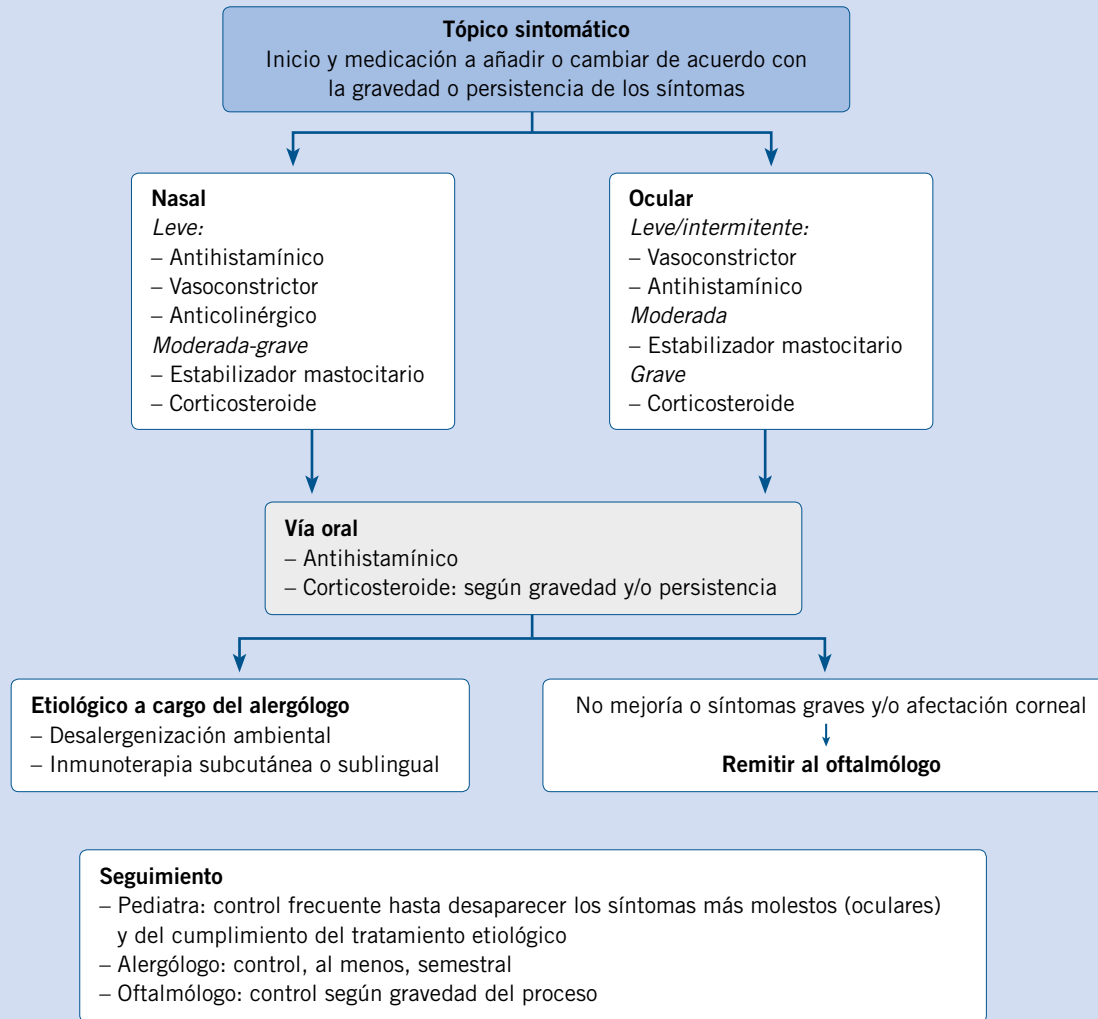 Tópico sintomático
Inicio y medicación a añadir o cambiar de acuerdo con
la gravedad o persistencia de los síntomas
Nasal
Leve:
– Antihistamínico
– Vasoconstrictor
– Anticolinérgico
Moderada-grave
– Estabilizador mastocitario
– Corticosteroide
Ocular
Leve/intermitente:
– Vasoconstrictor
– Antihistamínico
Moderada
– Estabilizador mastocitario
Grave
– Corticosteroide
Vía oral
– Antihistamínico
– Corticosteroide: según gravedad y/o persistencia
Etiológico a cargo del alergólogo
– Desalergenización ambiental
– Inmunoterapia subcutánea o sublingual
No mejoría o síntomas graves y/o afectación corneal
Remitir al oftalmólogo
Seguimiento
– Pediatra: control frecuente hasta desaparecer los síntomas más molestos (oculares)
y del cumplimiento del tratamiento etiológico
– Alergólogo: control, al menos, semestral
– Oftalmólogo: control según gravedad del proceso